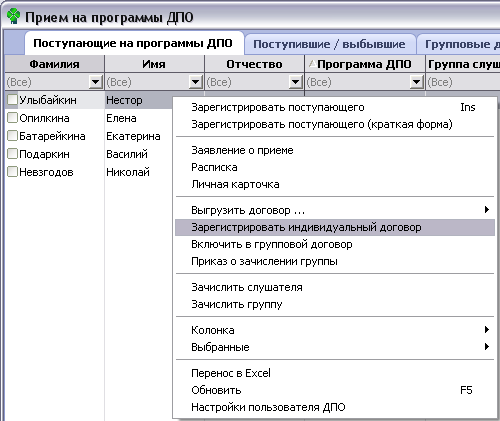 Прием на программы ДПО
Поступающие на программы ДПО Поступившие / выбывшие Групповые д
Фамилия Имя Отчество Программа ДПО Группа слуш
(Все) (Все) (Все) (Все) (Все)
Улыбайкин Нестор
Опилкина Елена
Батарейкина Екатерина
Подаркин Василий
Невзгодов Николай
Зарегистрировать поступающего Ins
Зарегистрировать поступающего (краткая форма)
Заявление о приеме
Расписка
Личная карточка
Выгрузить договор ...
Зарегистрировать индивидуальный договор
Включить в групповой договор
Приказ о зачислении группы
Зачислить слушателя
Зачислить группу
Колонка
Выбранные
Перенос в Excel
Обновить F5
Настройки пользователя ДПО